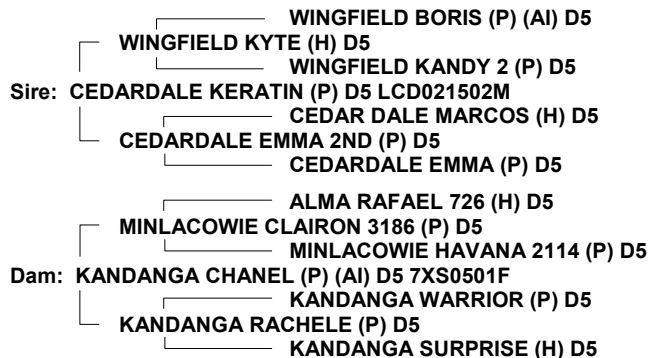 WINGFIELD BORIS (P) (AI) D5
WINGFIELD KYTE (H) D5
WINGFIELD KANDY 2 (P) D5
Sire: CEDARDALE KERATIN (P) D5 LCD021502M
CEDAR DALE MARCOS (H) D5
CEDARDALE EMMA 2ND (P) D5
CEDARDALE EMMA (P) D5
ALMA RAFAEL 726 (H) D5
MINLACOWIE CLAIRON 3186 (P) D5
MINLACOWIE HAVANA 2114 (P) D5
Dam: KANDANGA CHANEL (P) (AI) D5 7XS0501F
KANDANGA WARRIOR (P) D5
KANDANGA RACHELE (P) D5
KANDANGA SURPRISE (H) D5